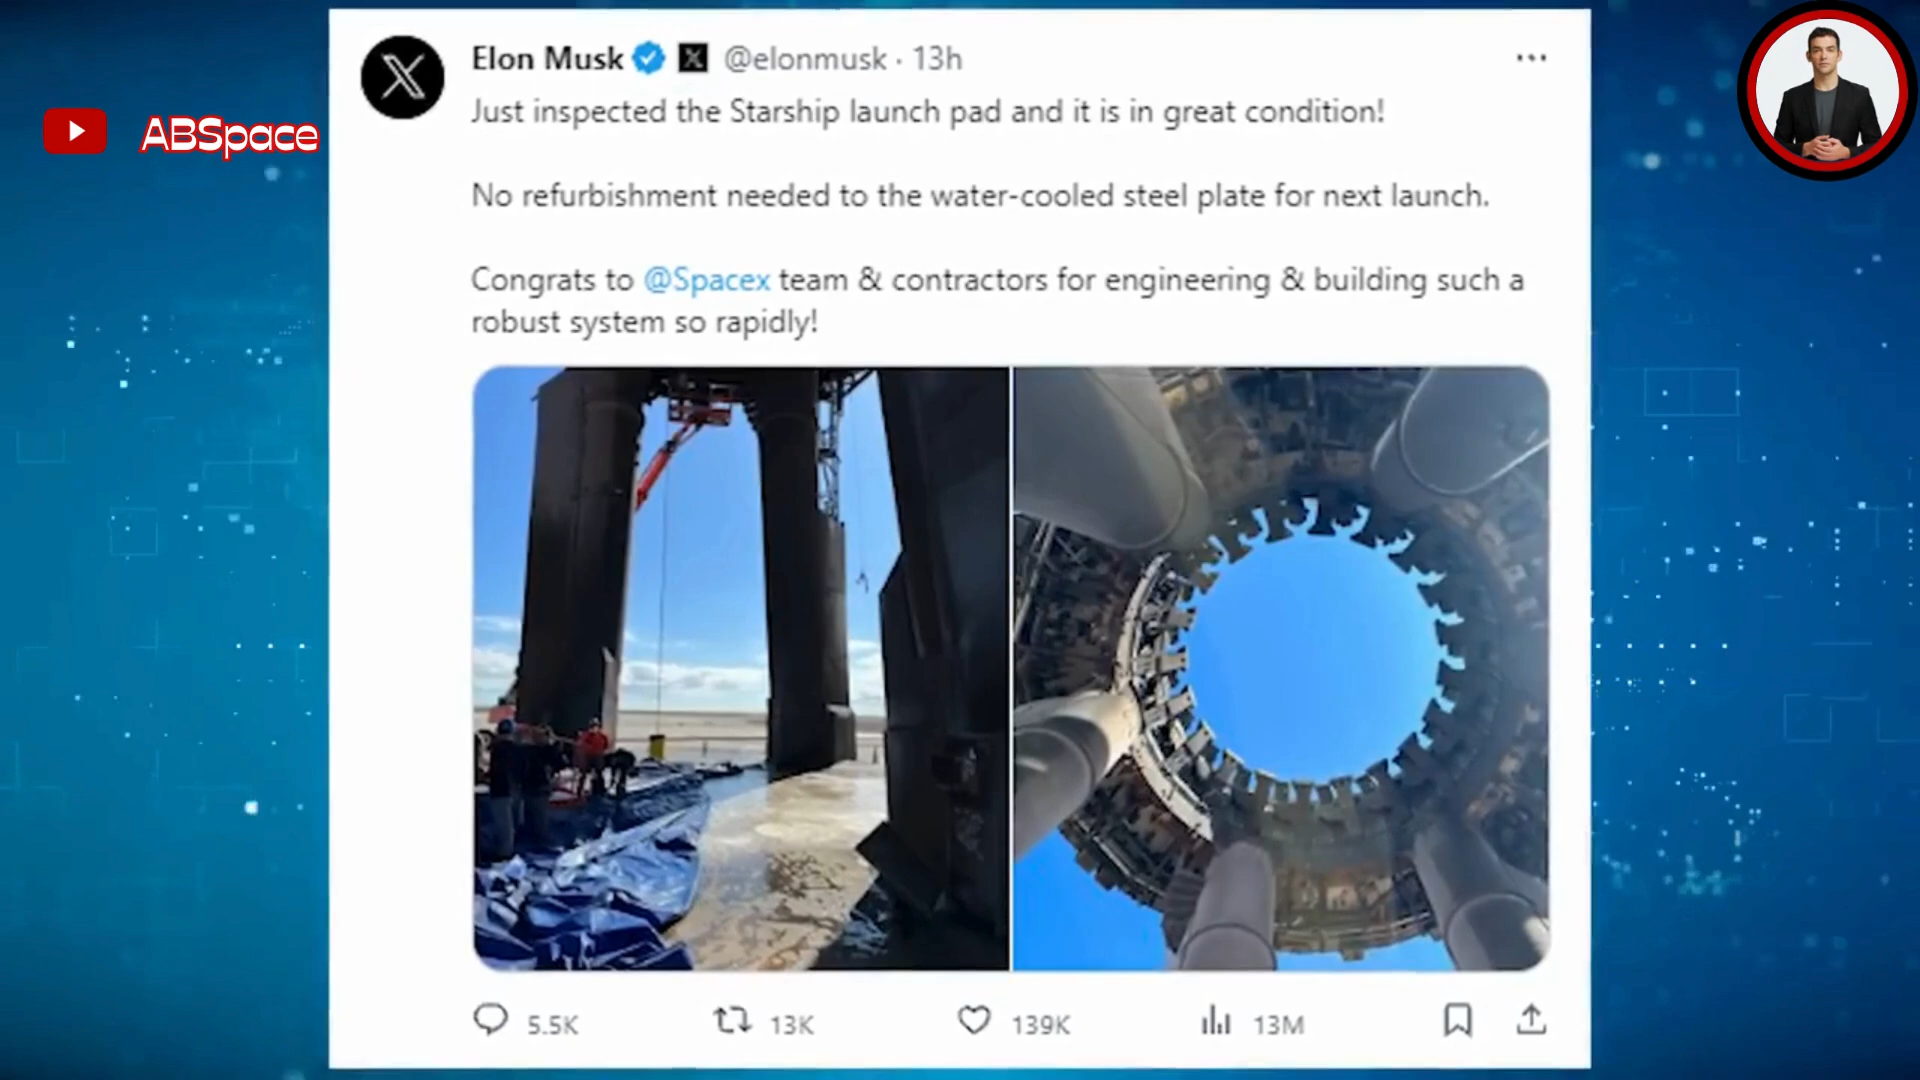 ABSpace
Elon Musk @elonmusk · 13h
Just inspected the Starship launch pad and it is in great condition!
No refurbishment needed to the water-cooled steel plate for next launch.
Congrats to @Spacex team & contractors for engineering & building such a
robust system so rapidly!
5.5K 13K 139K 13M